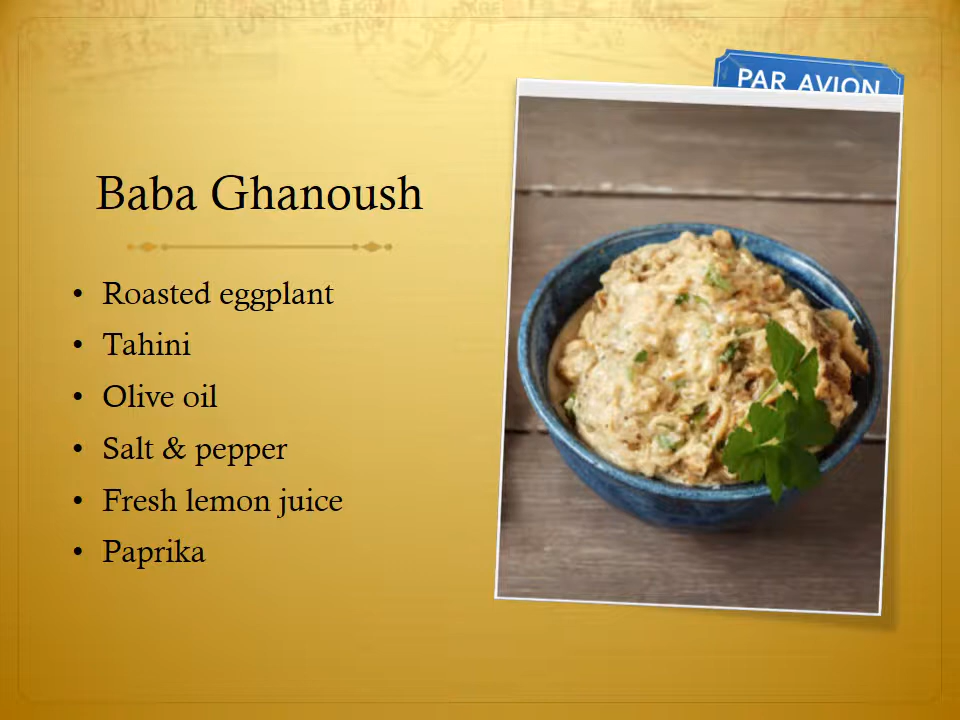 PAR AVION
Baba Ghanoush
• Roasted eggplant
• Tahini
• Olive oil
• Salt & pepper
• Fresh lemon juice
• Paprika